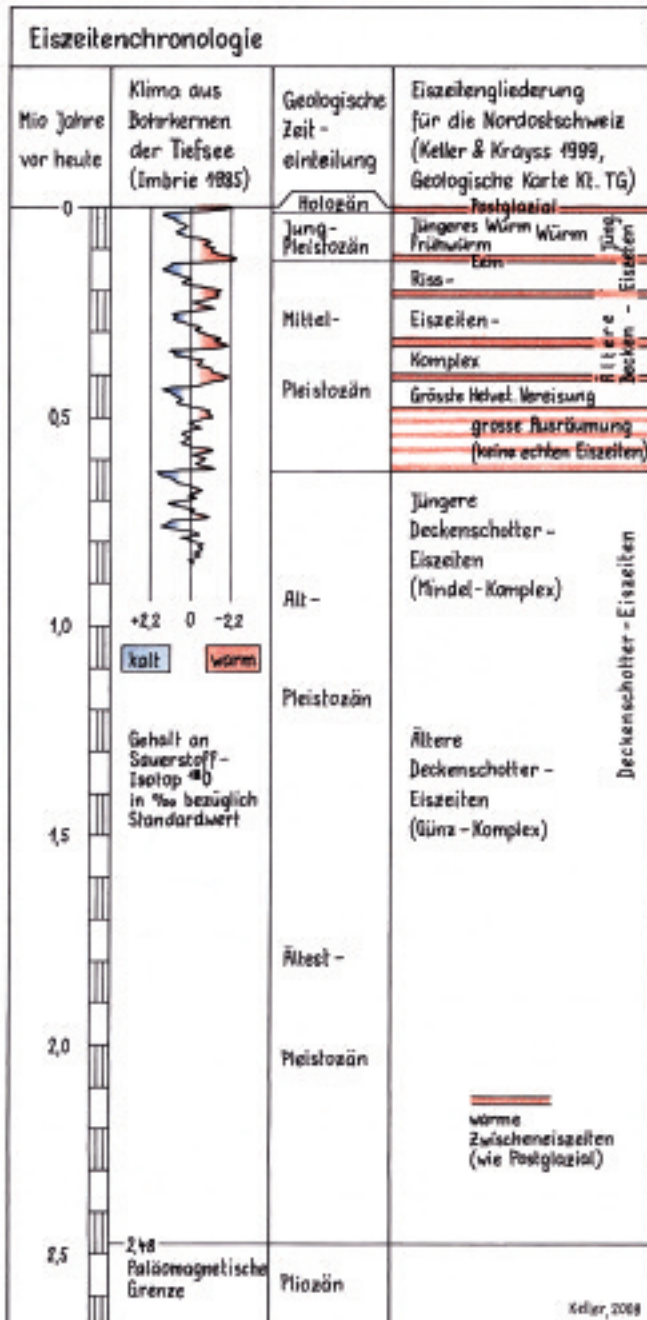 Eiszeitenchronologie
Mio Jahre
vor heute
Klima aus
Bohrkernen
der Tiefsee
(Imbrie 1985)
Geologische
Zeit-
einteilung
Eiszeitengliederung
für die Nordostschweiz
(Keller & Krayss 1999,
Geologische Karte Kt. TG)
0
0,5
1,0
1,5
2,0
2,5
+2,2 0 -2,2
kalt warm
Gehalt an
Sauerstoff-
Isotop ¹⁸O
in ‰ bezüglich
Standardwert
2,48
Paläomagnetische
Grenze
Holozän
Jung-
Pleistozän
Mittel-
Pleistozän
Alt-
Pleistozän
Ältest-
Pleistozän
Pliozän
Postglazial
Jüngeres Würm Würm
Frühwürm
Eem
Riss-
Eiszeiten-
Komplex
Grösste Helvet. Vereisung
grosse Ausräumung
(keine echten Eiszeiten)
Jüng.
Ältere
Becken - Eiszeiten
Jüngere
Deckenschotter-
Eiszeiten
(Mindel-Komplex)
Ältere
Deckenschotter-
Eiszeiten
(Günz-Komplex)
Deckenschotter-Eiszeiten
warme
Zwischeneiszeiten
(wie Postglazial)
Keller, 2008